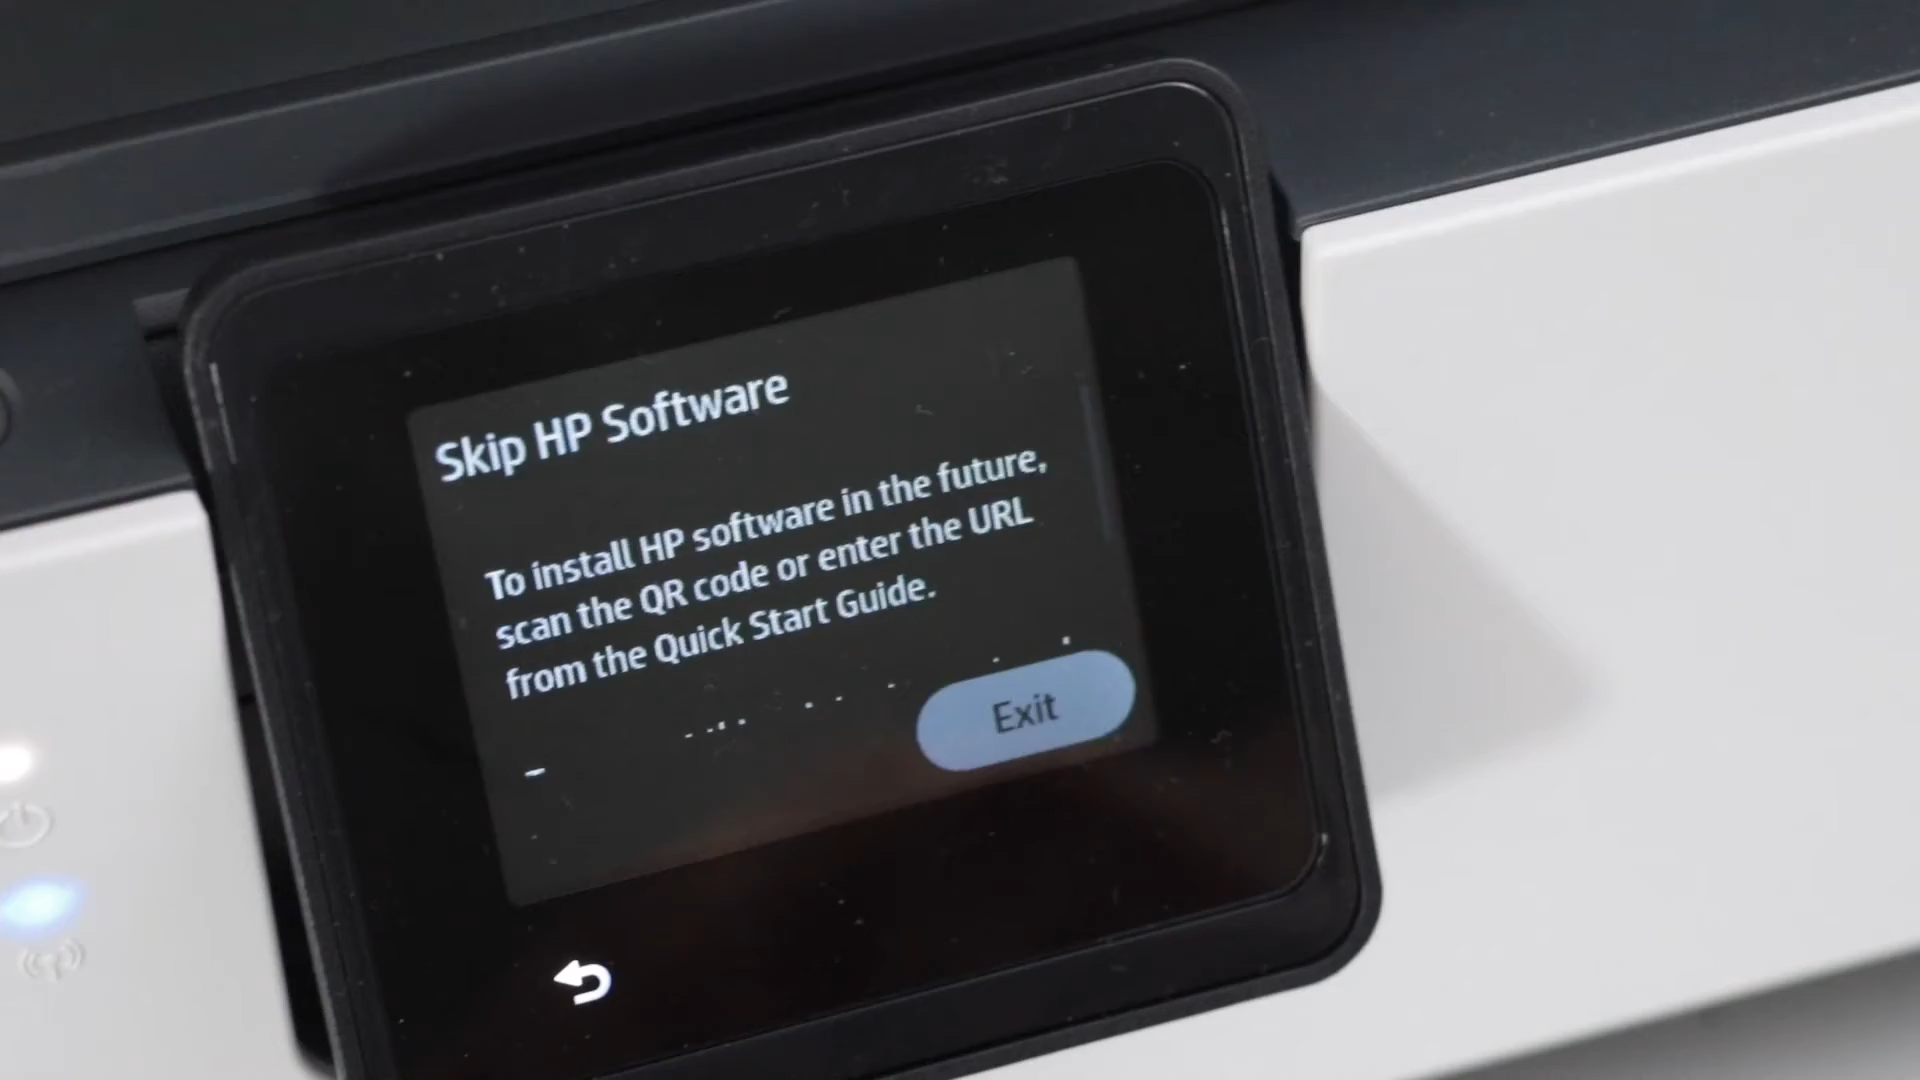 Skip HP Software
To install HP software in the future,
scan the QR code or enter the URL
from the Quick Start Guide.
Exit